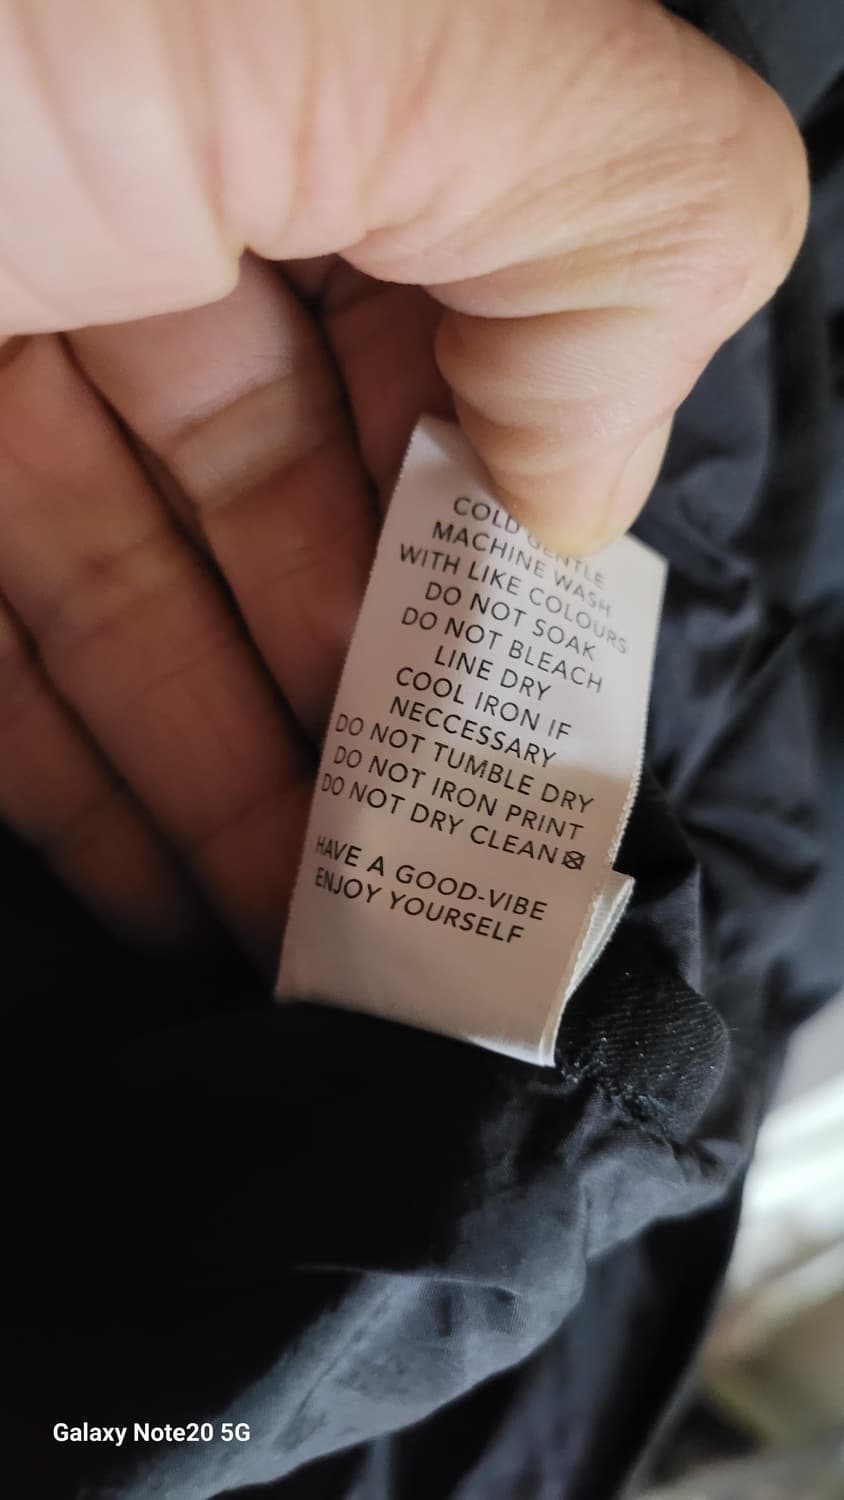 COLD GENTLE
MACHINE WASH
WITH LIKE COLOURS
DO NOT SOAK
DO NOT BLEACH
LINE DRY
COOL IRON IF
NECCESSARY
DO NOT TUMBLE DRY
DO NOT IRON PRINT
DO NOT DRY CLEAN
HAVE A GOOD-VIBE
ENJOY YOURSELF
Galaxy Note20 5G